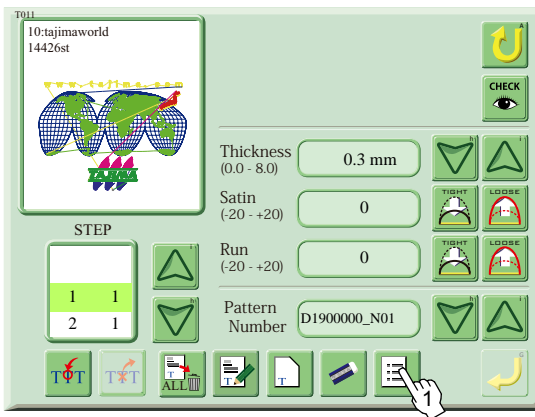 T011
10:tajimaworld
14426st
www.tajima.com
TAJIMA
A
CHECK
Thickness
(0.0 - 8.0)
0.3 mm
h
i
Satin
(-20 - +20)
0
TIGHT
LOOSE
Run
(-20 - +20)
0
TIGHT
LOOSE
STEP
1 1
2 1
i
h
Pattern
Number
D1900000_N01
h
i
T T
T T
T
ALL
T
T
1
G